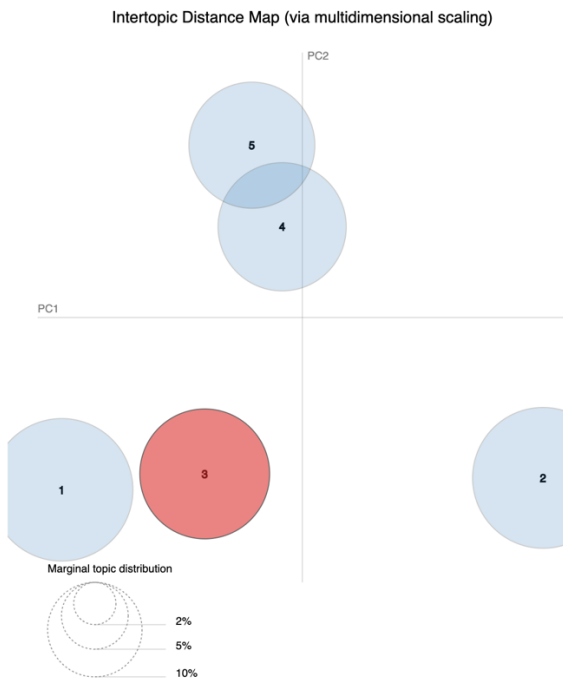 Intertopic Distance Map (via multidimensional scaling)
PC2
5
4
PC1
3
1
2
Marginal topic distribution
2%
5%
10%